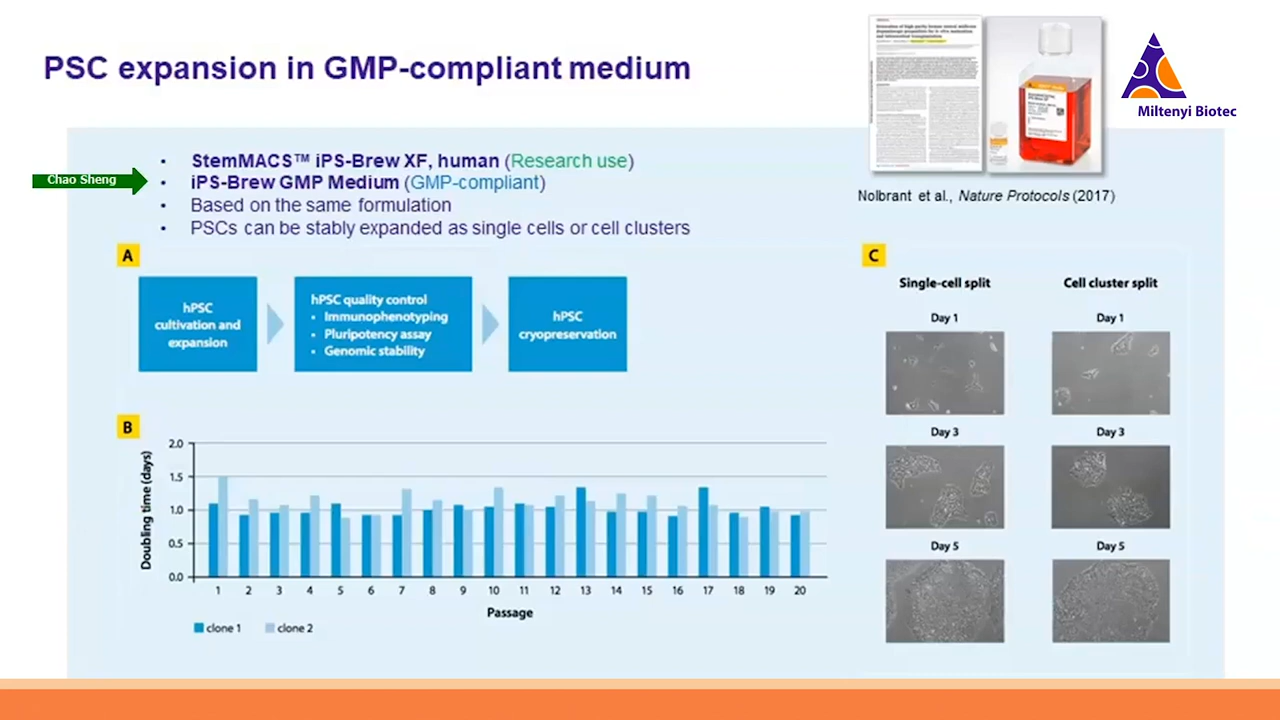 PSC expansion in GMP-compliant medium
Miltenyi Biotec
• StemMACS™ iPS-Brew XF, human (Research use)
Chao Sheng
• iPS-Brew GMP Medium (GMP-compliant)
• Based on the same formulation
• PSCs can be stably expanded as single cells or cell clusters
Nolbrant et al., Nature Protocols (2017)
A
hPSC
cultivation and
expansion
hPSC quality control
• Immunophenotyping
• Pluripotency assay
• Genomic stability
hPSC
cryopreservation
B
Doubling time (days)
2.0
1.5
1.0
0.5
0.0
1 2 3 4 5 6 7 8 9 10 11 12 13 14 15 16 17 18 19 20
Passage
clone 1 clone 2
C
Single-cell split Cell cluster split
Day 1 Day 1
Day 3 Day 3
Day 5 Day 5